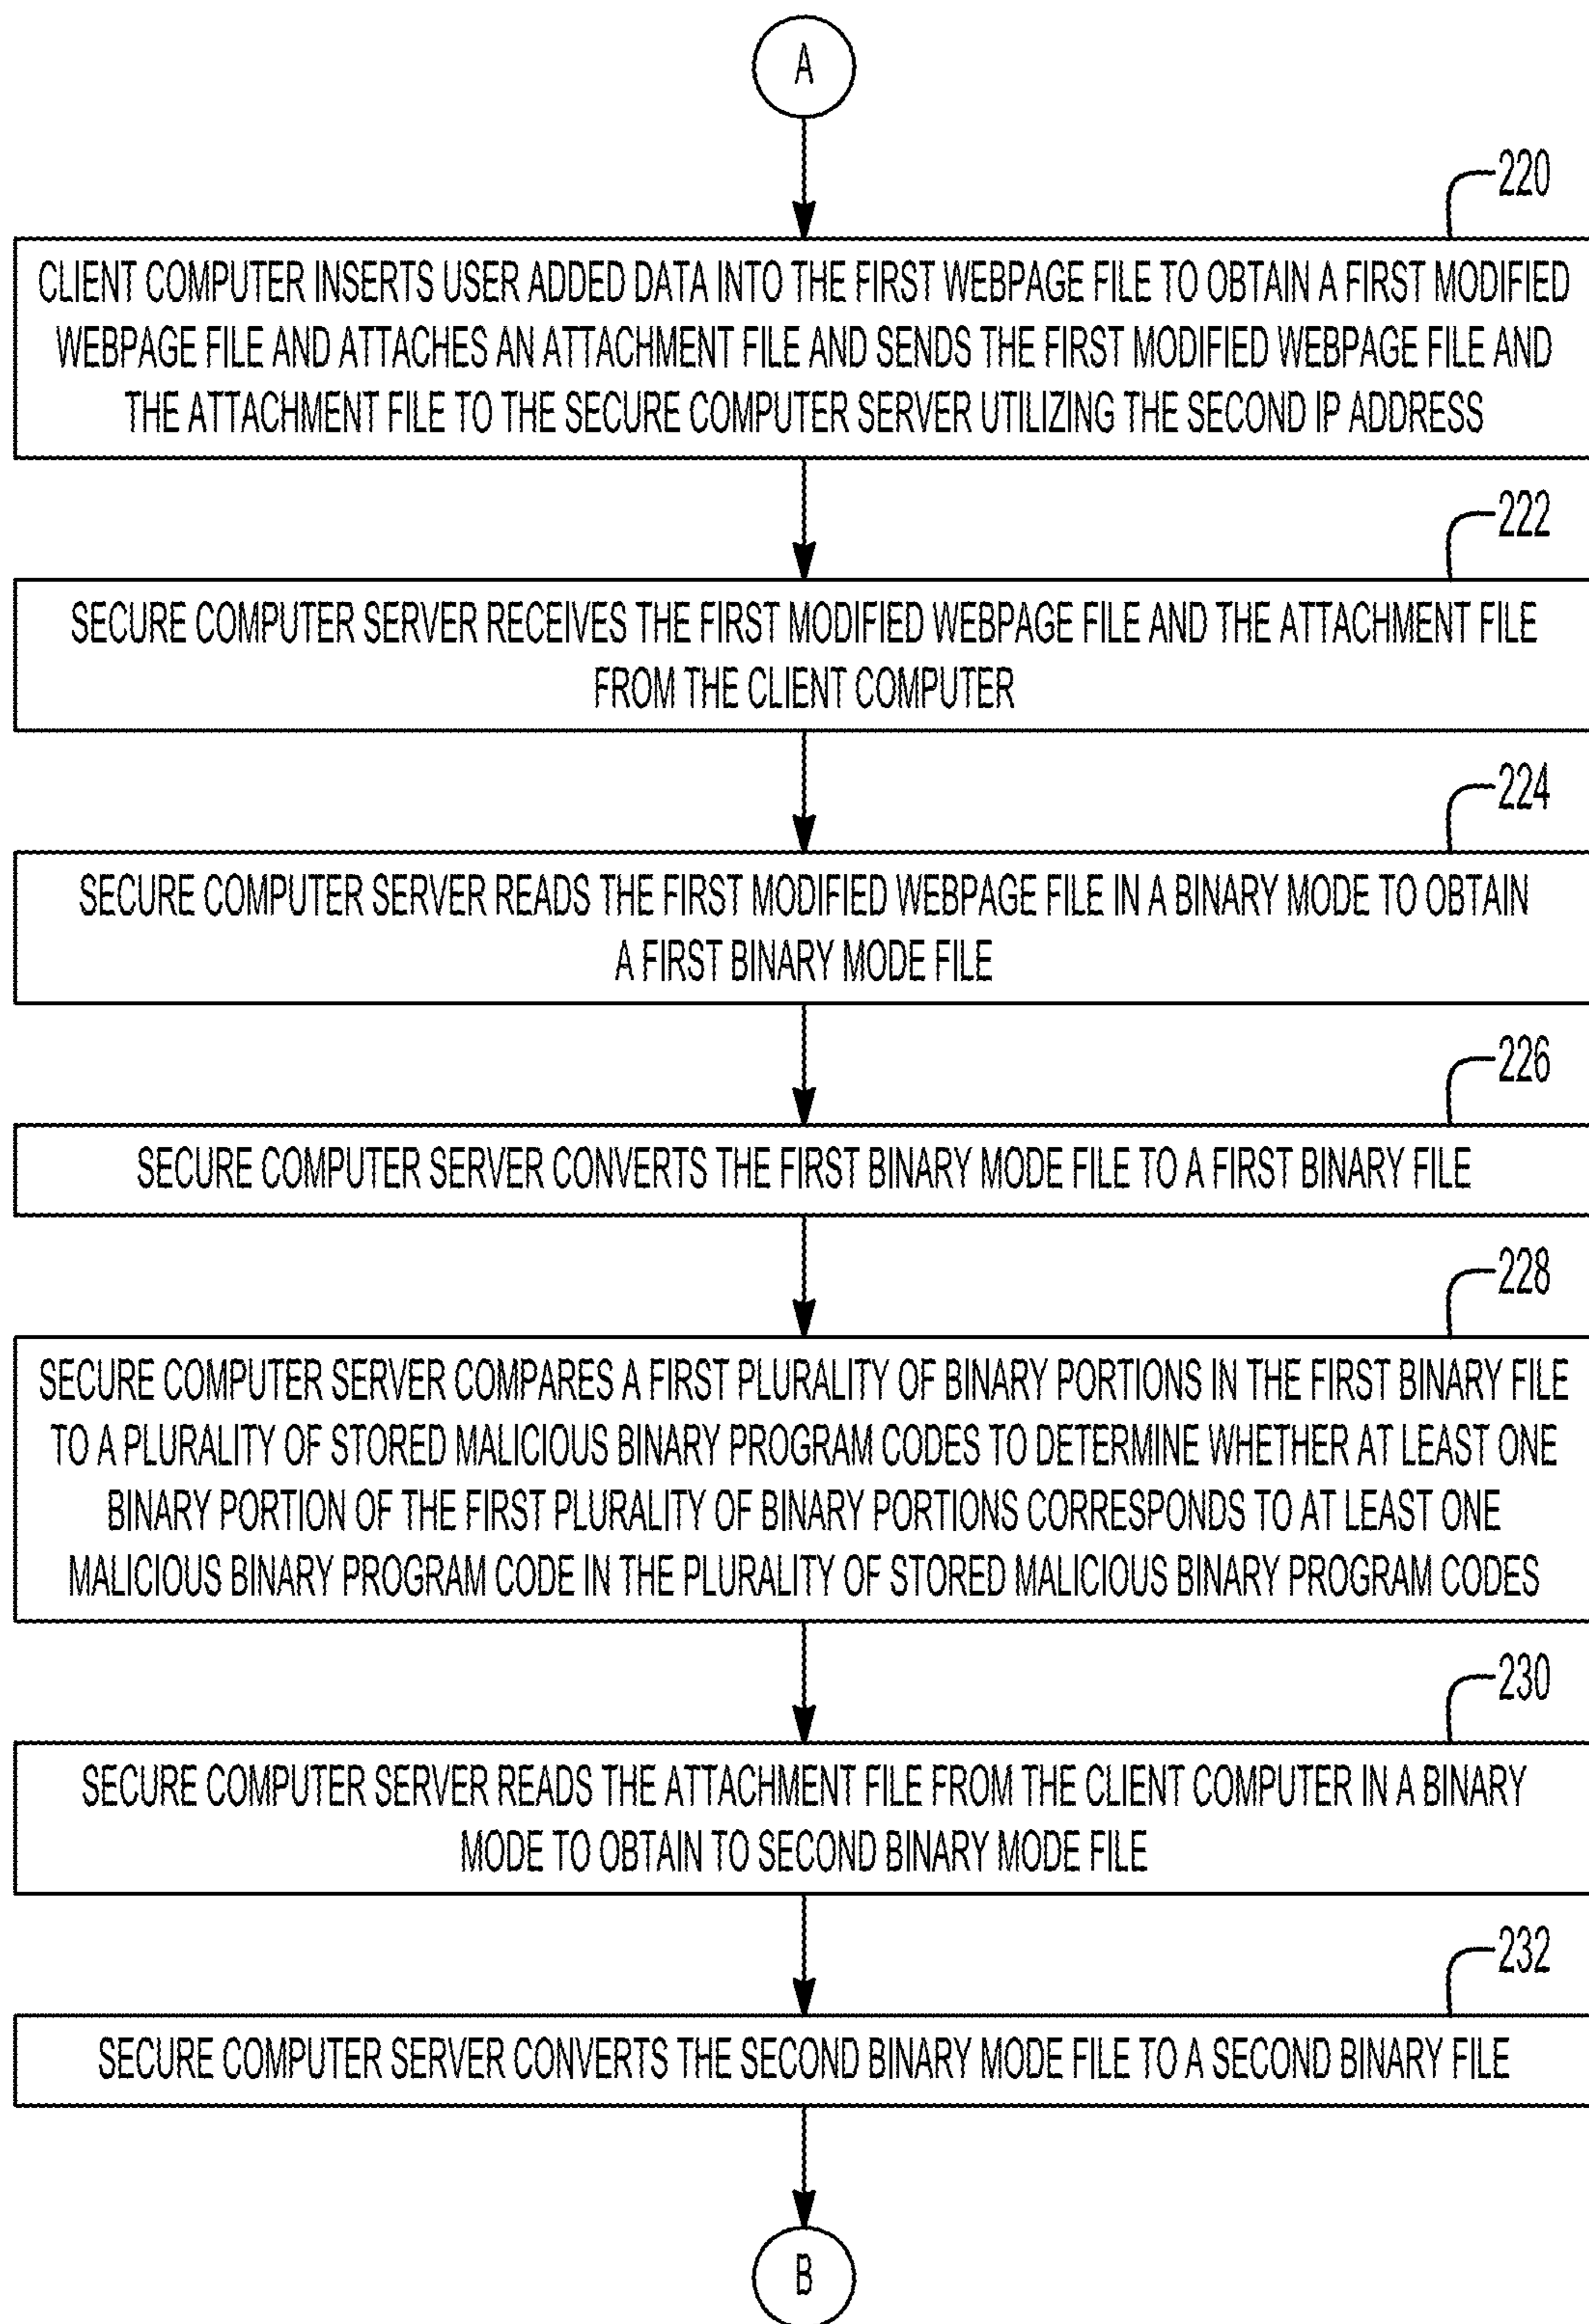 A
220
CLIENT COMPUTER INSERTS USER ADDED DATA INTO THE FIRST WEBPAGE FILE TO OBTAIN A FIRST MODIFIED
WEBPAGE FILE AND ATTACHES AN ATTACHMENT FILE AND SENDS THE FIRST MODIFIED WEBPAGE FILE AND
THE ATTACHMENT FILE TO THE SECURE COMPUTER SERVER UTILIZING THE SECOND IP ADDRESS
222
SECURE COMPUTER SERVER RECEIVES THE FIRST MODIFIED WEBPAGE FILE AND THE ATTACHMENT FILE
FROM THE CLIENT COMPUTER
224
SECURE COMPUTER SERVER READS THE FIRST MODIFIED WEBPAGE FILE IN A BINARY MODE TO OBTAIN
A FIRST BINARY MODE FILE
226
SECURE COMPUTER SERVER CONVERTS THE FIRST BINARY MODE FILE TO A FIRST BINARY FILE
228
SECURE COMPUTER SERVER COMPARES A FIRST PLURALITY OF BINARY PORTIONS IN THE FIRST BINARY FILE
TO A PLURALITY OF STORED MALICIOUS BINARY PROGRAM CODES TO DETERMINE WHETHER AT LEAST ONE
BINARY PORTION OF THE FIRST PLURALITY OF BINARY PORTIONS CORRESPONDS TO AT LEAST ONE
MALICIOUS BINARY PROGRAM CODE IN THE PLURALITY OF STORED MALICIOUS BINARY PROGRAM CODES
230
SECURE COMPUTER SERVER READS THE ATTACHMENT FILE FROM THE CLIENT COMPUTER IN A BINARY
MODE TO OBTAIN TO SECOND BINARY MODE FILE
232
SECURE COMPUTER SERVER CONVERTS THE SECOND BINARY MODE FILE TO A SECOND BINARY FILE
B